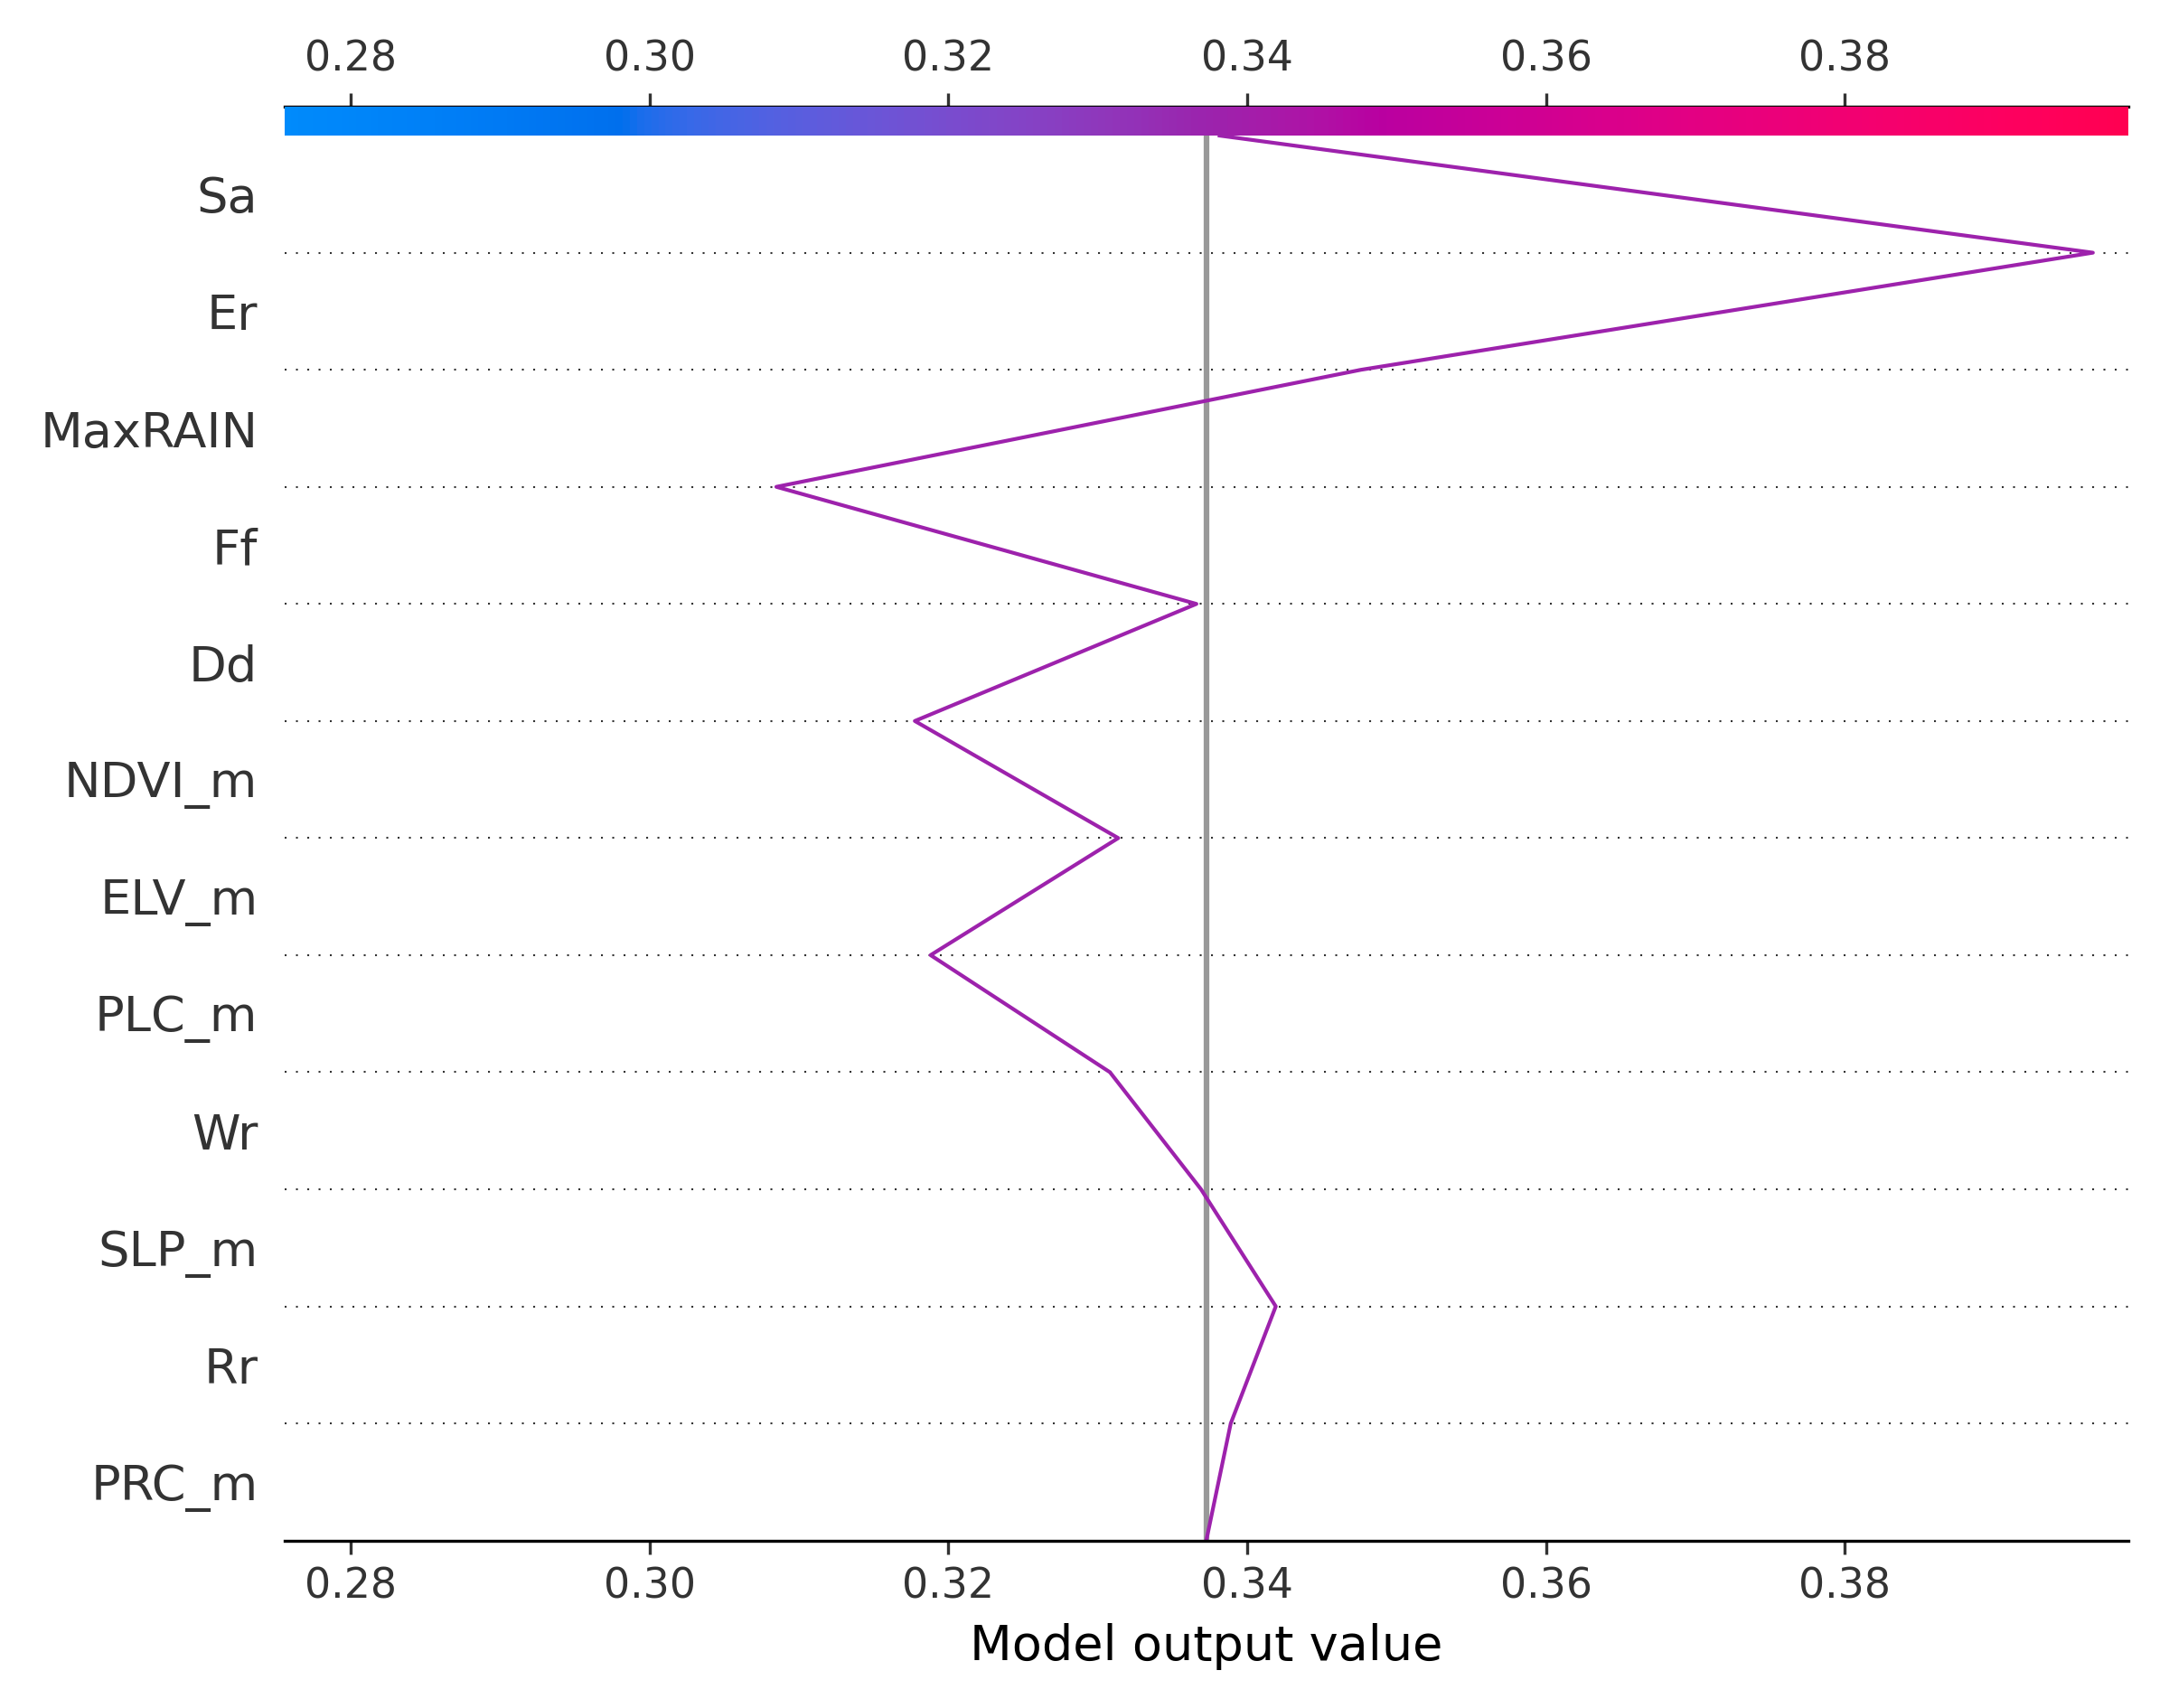 0.28 0.30 0.32 0.34 0.36 0.38
Sa
Er
MaxRAIN
Ff
Dd
NDVI_m
ELV_m
PLC_m
Wr
SLP_m
Rr
PRC_m
0.28 0.30 0.32 0.34 0.36 0.38
Model output value